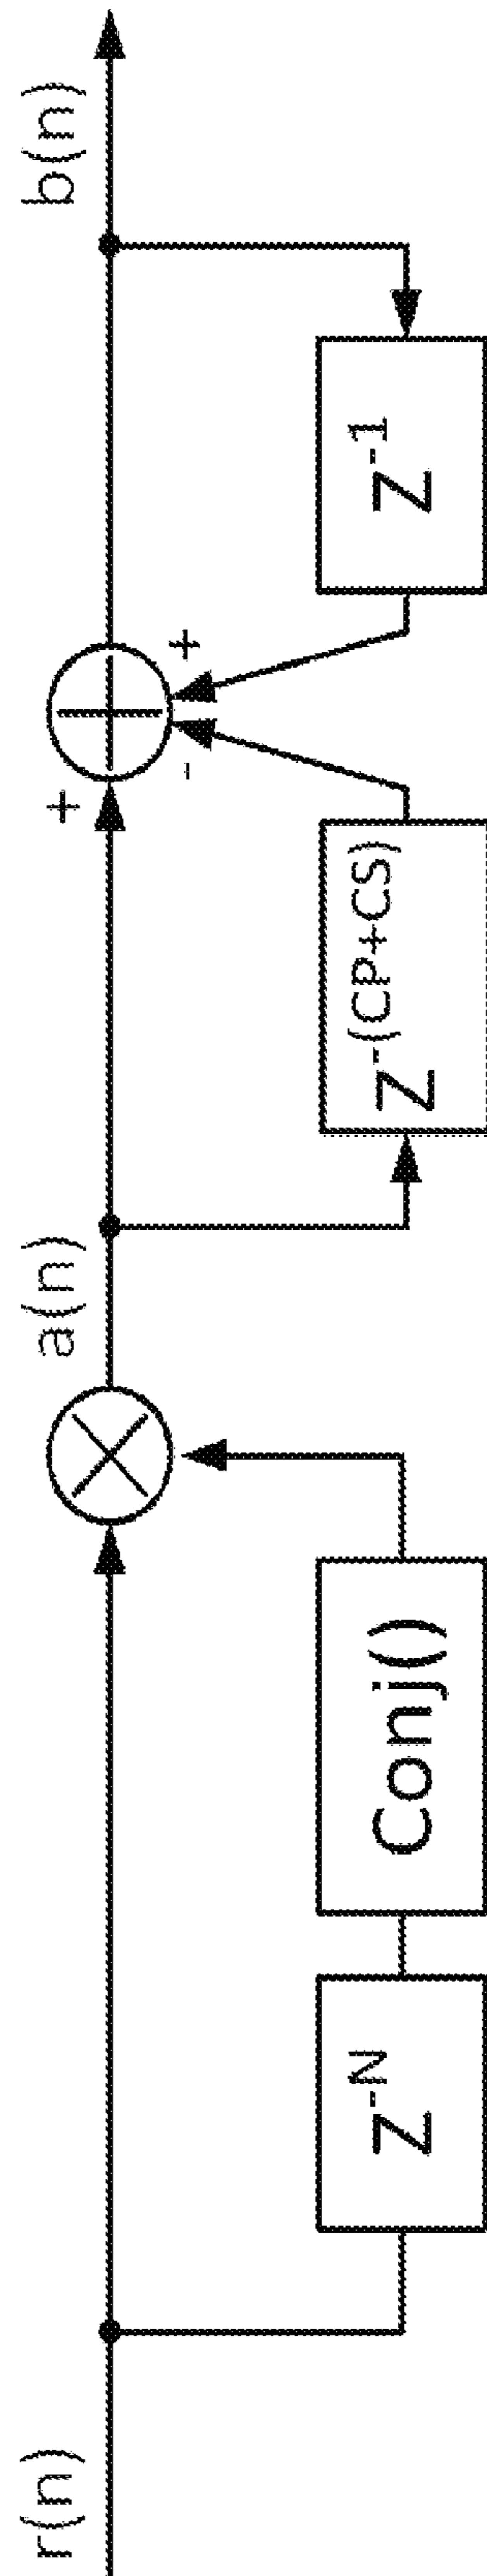 r(n)
Z^-N
Conj()
a(n)
Z^-(CP+CS)
+
-
+
Z^-1
b(n)